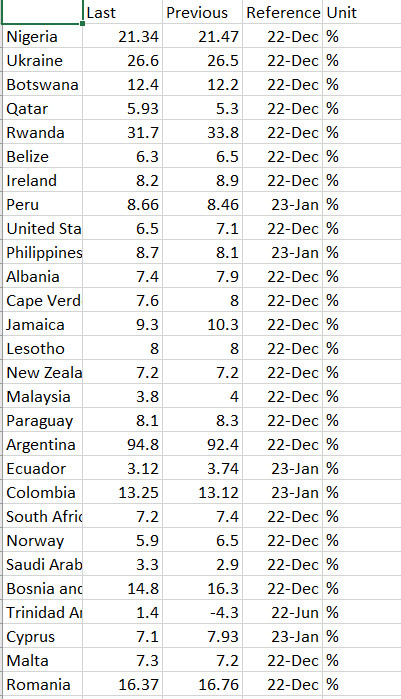 Last Previous Reference Unit
Nigeria 21.34 21.47 22-Dec %
Ukraine 26.6 26.5 22-Dec %
Botswana 12.4 12.2 22-Dec %
Qatar 5.93 5.3 22-Dec %
Rwanda 31.7 33.8 22-Dec %
Belize 6.3 6.5 22-Dec %
Ireland 8.2 8.9 22-Dec %
Peru 8.66 8.46 23-Jan %
United Sta 6.5 7.1 22-Dec %
Philippines 8.7 8.1 23-Jan %
Albania 7.4 7.9 22-Dec %
Cape Verd 7.6 8 22-Dec %
Jamaica 9.3 10.3 22-Dec %
Lesotho 8 8 22-Dec %
New Zeala 7.2 7.2 22-Dec %
Malaysia 3.8 4 22-Dec %
Paraguay 8.1 8.3 22-Dec %
Argentina 94.8 92.4 22-Dec %
Ecuador 3.12 3.74 23-Jan %
Colombia 13.25 13.12 23-Jan %
South Afric 7.2 7.4 22-Dec %
Norway 5.9 6.5 22-Dec %
Saudi Arab 3.3 2.9 22-Dec %
Bosnia and 14.8 16.3 22-Dec %
Trinidad An 1.4 -4.3 22-Jun %
Cyprus 7.1 7.93 23-Jan %
Malta 7.3 7.2 22-Dec %
Romania 16.37 16.76 22-Dec %